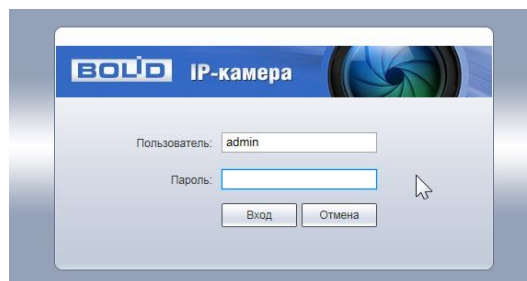 BOLID IP-камера
Пользователь: admin
Пароль:
Вход Отмена